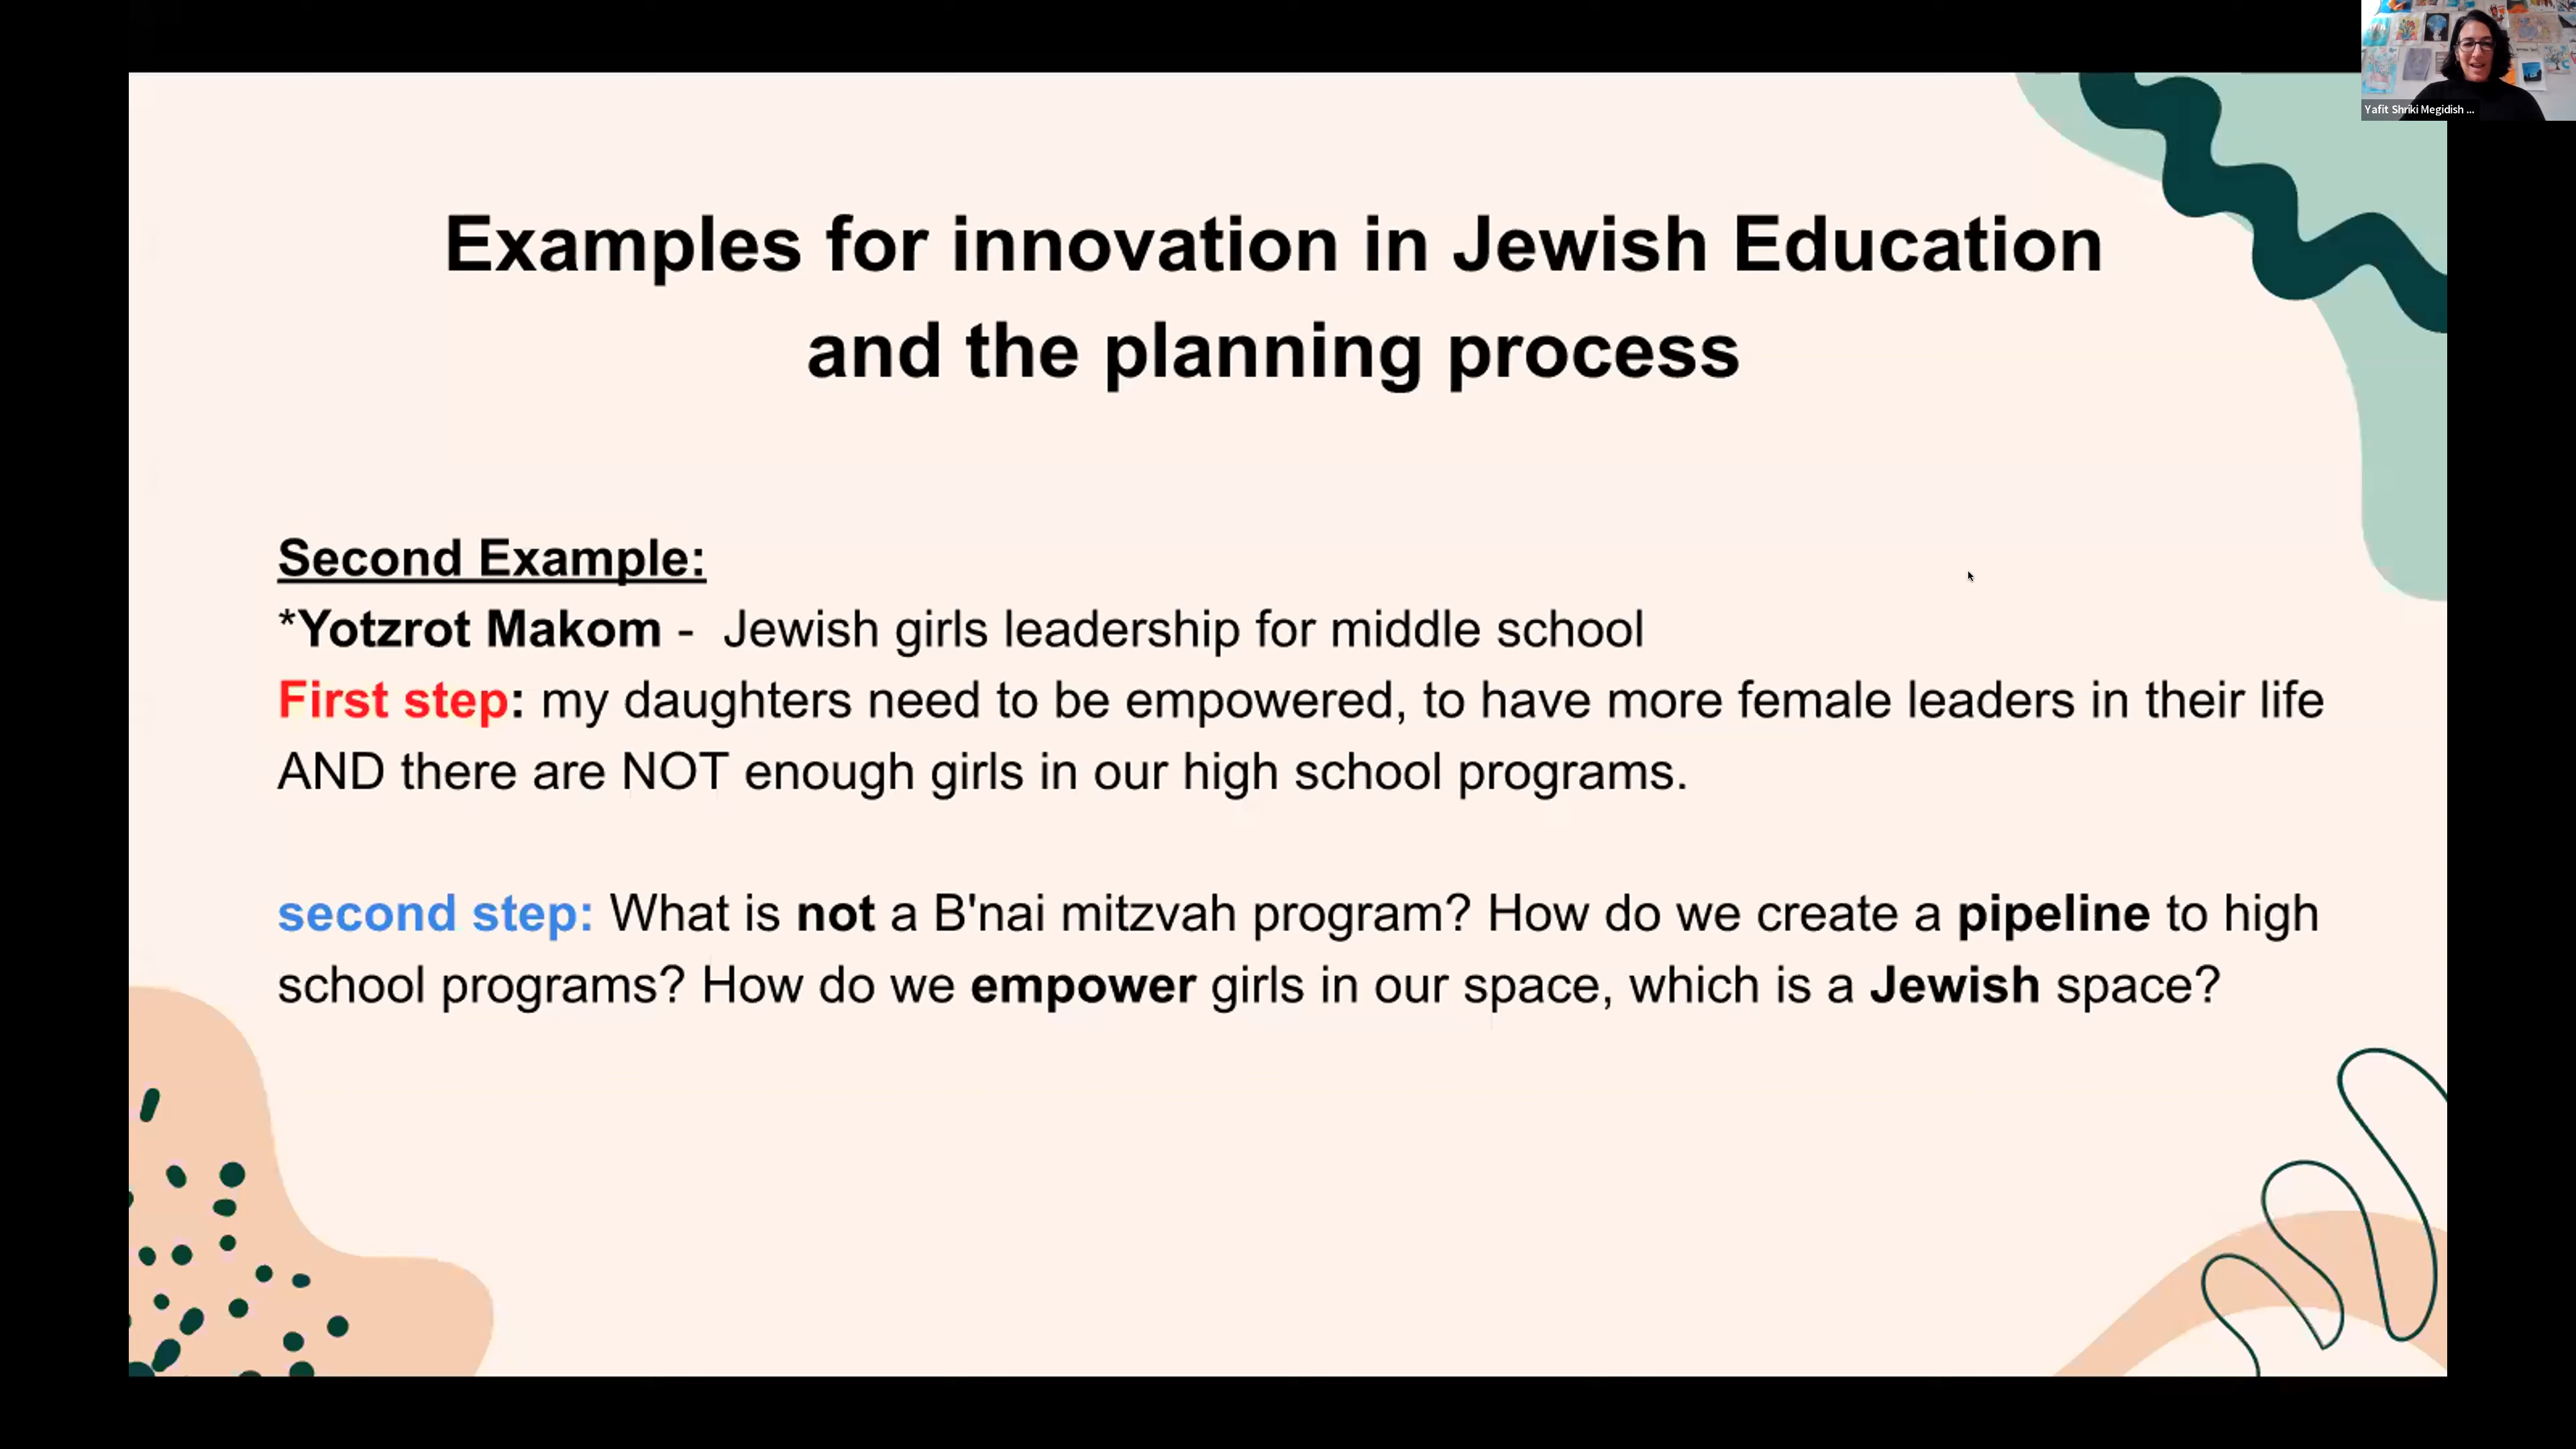 Yafit Shriki Megidish ...
Examples for innovation in Jewish Education
and the planning process
Second Example:
*Yotzrot Makom - Jewish girls leadership for middle school
First step: my daughters need to be empowered, to have more female leaders in their life
AND there are NOT enough girls in our high school programs.
second step: What is not a B'nai mitzvah program? How do we create a pipeline to high
school programs? How do we empower girls in our space, which is a Jewish space?